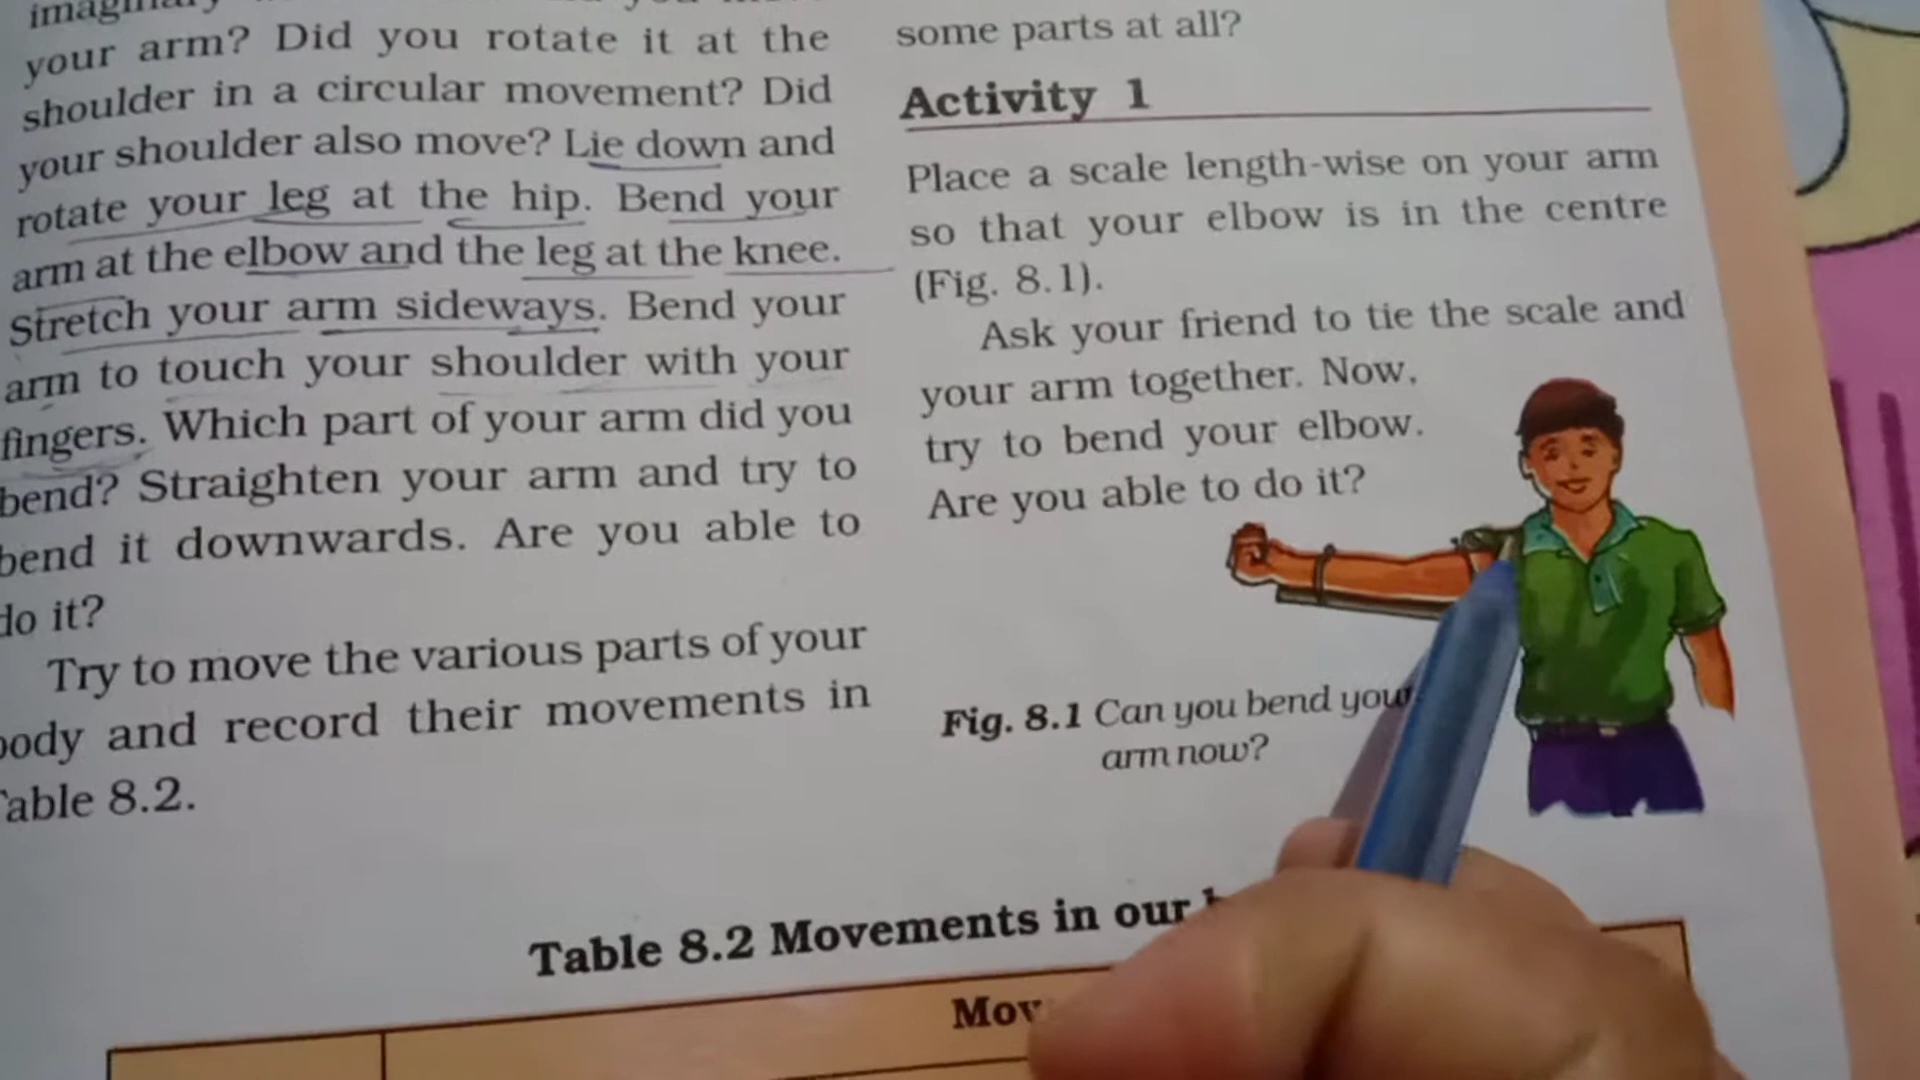 your arm? Did you rotate it at the
shoulder in a circular movement? Did
your shoulder also move? Lie down and
rotate your leg at the hip. Bend your
arm at the elbow and the leg at the knee.
Stretch your arm sideways. Bend your
arm to touch your shoulder with your
fingers. Which part of your arm did you
bend? Straighten your arm and try to
bend it downwards. Are you able to
do it?
Try to move the various parts of your
body and record their movements in
Table 8.2.
some parts at all?
Activity 1
Place a scale length-wise on your arm
so that your elbow is in the centre
(Fig. 8.1).
Ask your friend to tie the scale and
your arm together. Now,
try to bend your elbow.
Are you able to do it?
Fig. 8.1 Can you bend your
arm now?
Table 8.2 Movements in our